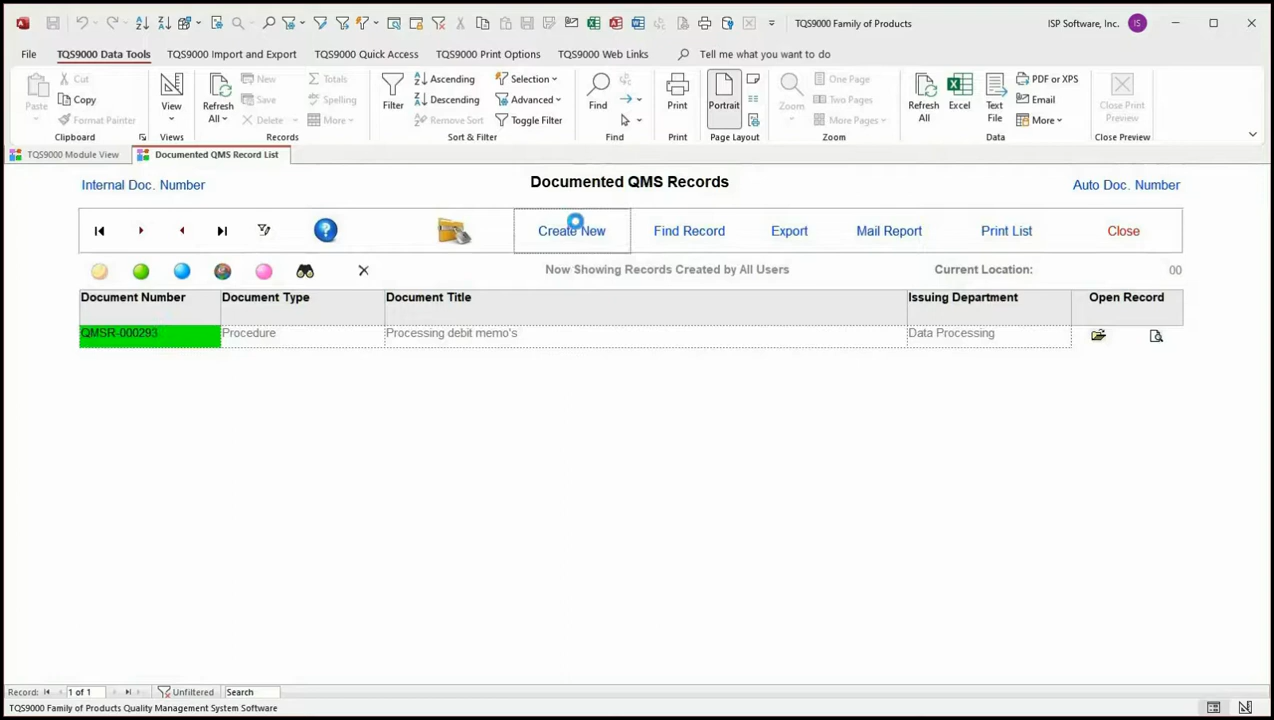 TQS9000 Family of Products
ISP Software, Inc.
IS
File
TQS9000 Data Tools
TQS9000 Import and Export
TQS9000 Quick Access
TQS9000 Print Options
TQS9000 Web Links
Tell me what you want to do
Paste
Cut
Copy
Format Painter
Clipboard
View
Views
Refresh
All
New
Save
Delete
Totals
Spelling
More
Records
Filter
Ascending
Descending
Remove Sort
Selection
Advanced
Toggle Filter
Sort & Filter
Find
Find
Print
Print
Portrait
Page Layout
Zoom
One Page
Two Pages
More Pages
Zoom
Refresh
All
Excel
Text
File
PDF or XPS
Email
More
Data
Close Print
Preview
Close Preview
TQS9000 Module View
Documented QMS Record List
Internal Doc. Number
Documented QMS Records
Auto Doc. Number
Create New
Find Record
Export
Mail Report
Print List
Close
Now Showing Records Created by All Users
Current Location:
00
Document Number
Document Type
Document Title
Issuing Department
Open Record
QMSR-000293
Procedure
Processing debit memo's
Data Processing
Record:
1 of 1
Unfiltered
Search
TQS9000 Family of Products Quality Management System Software